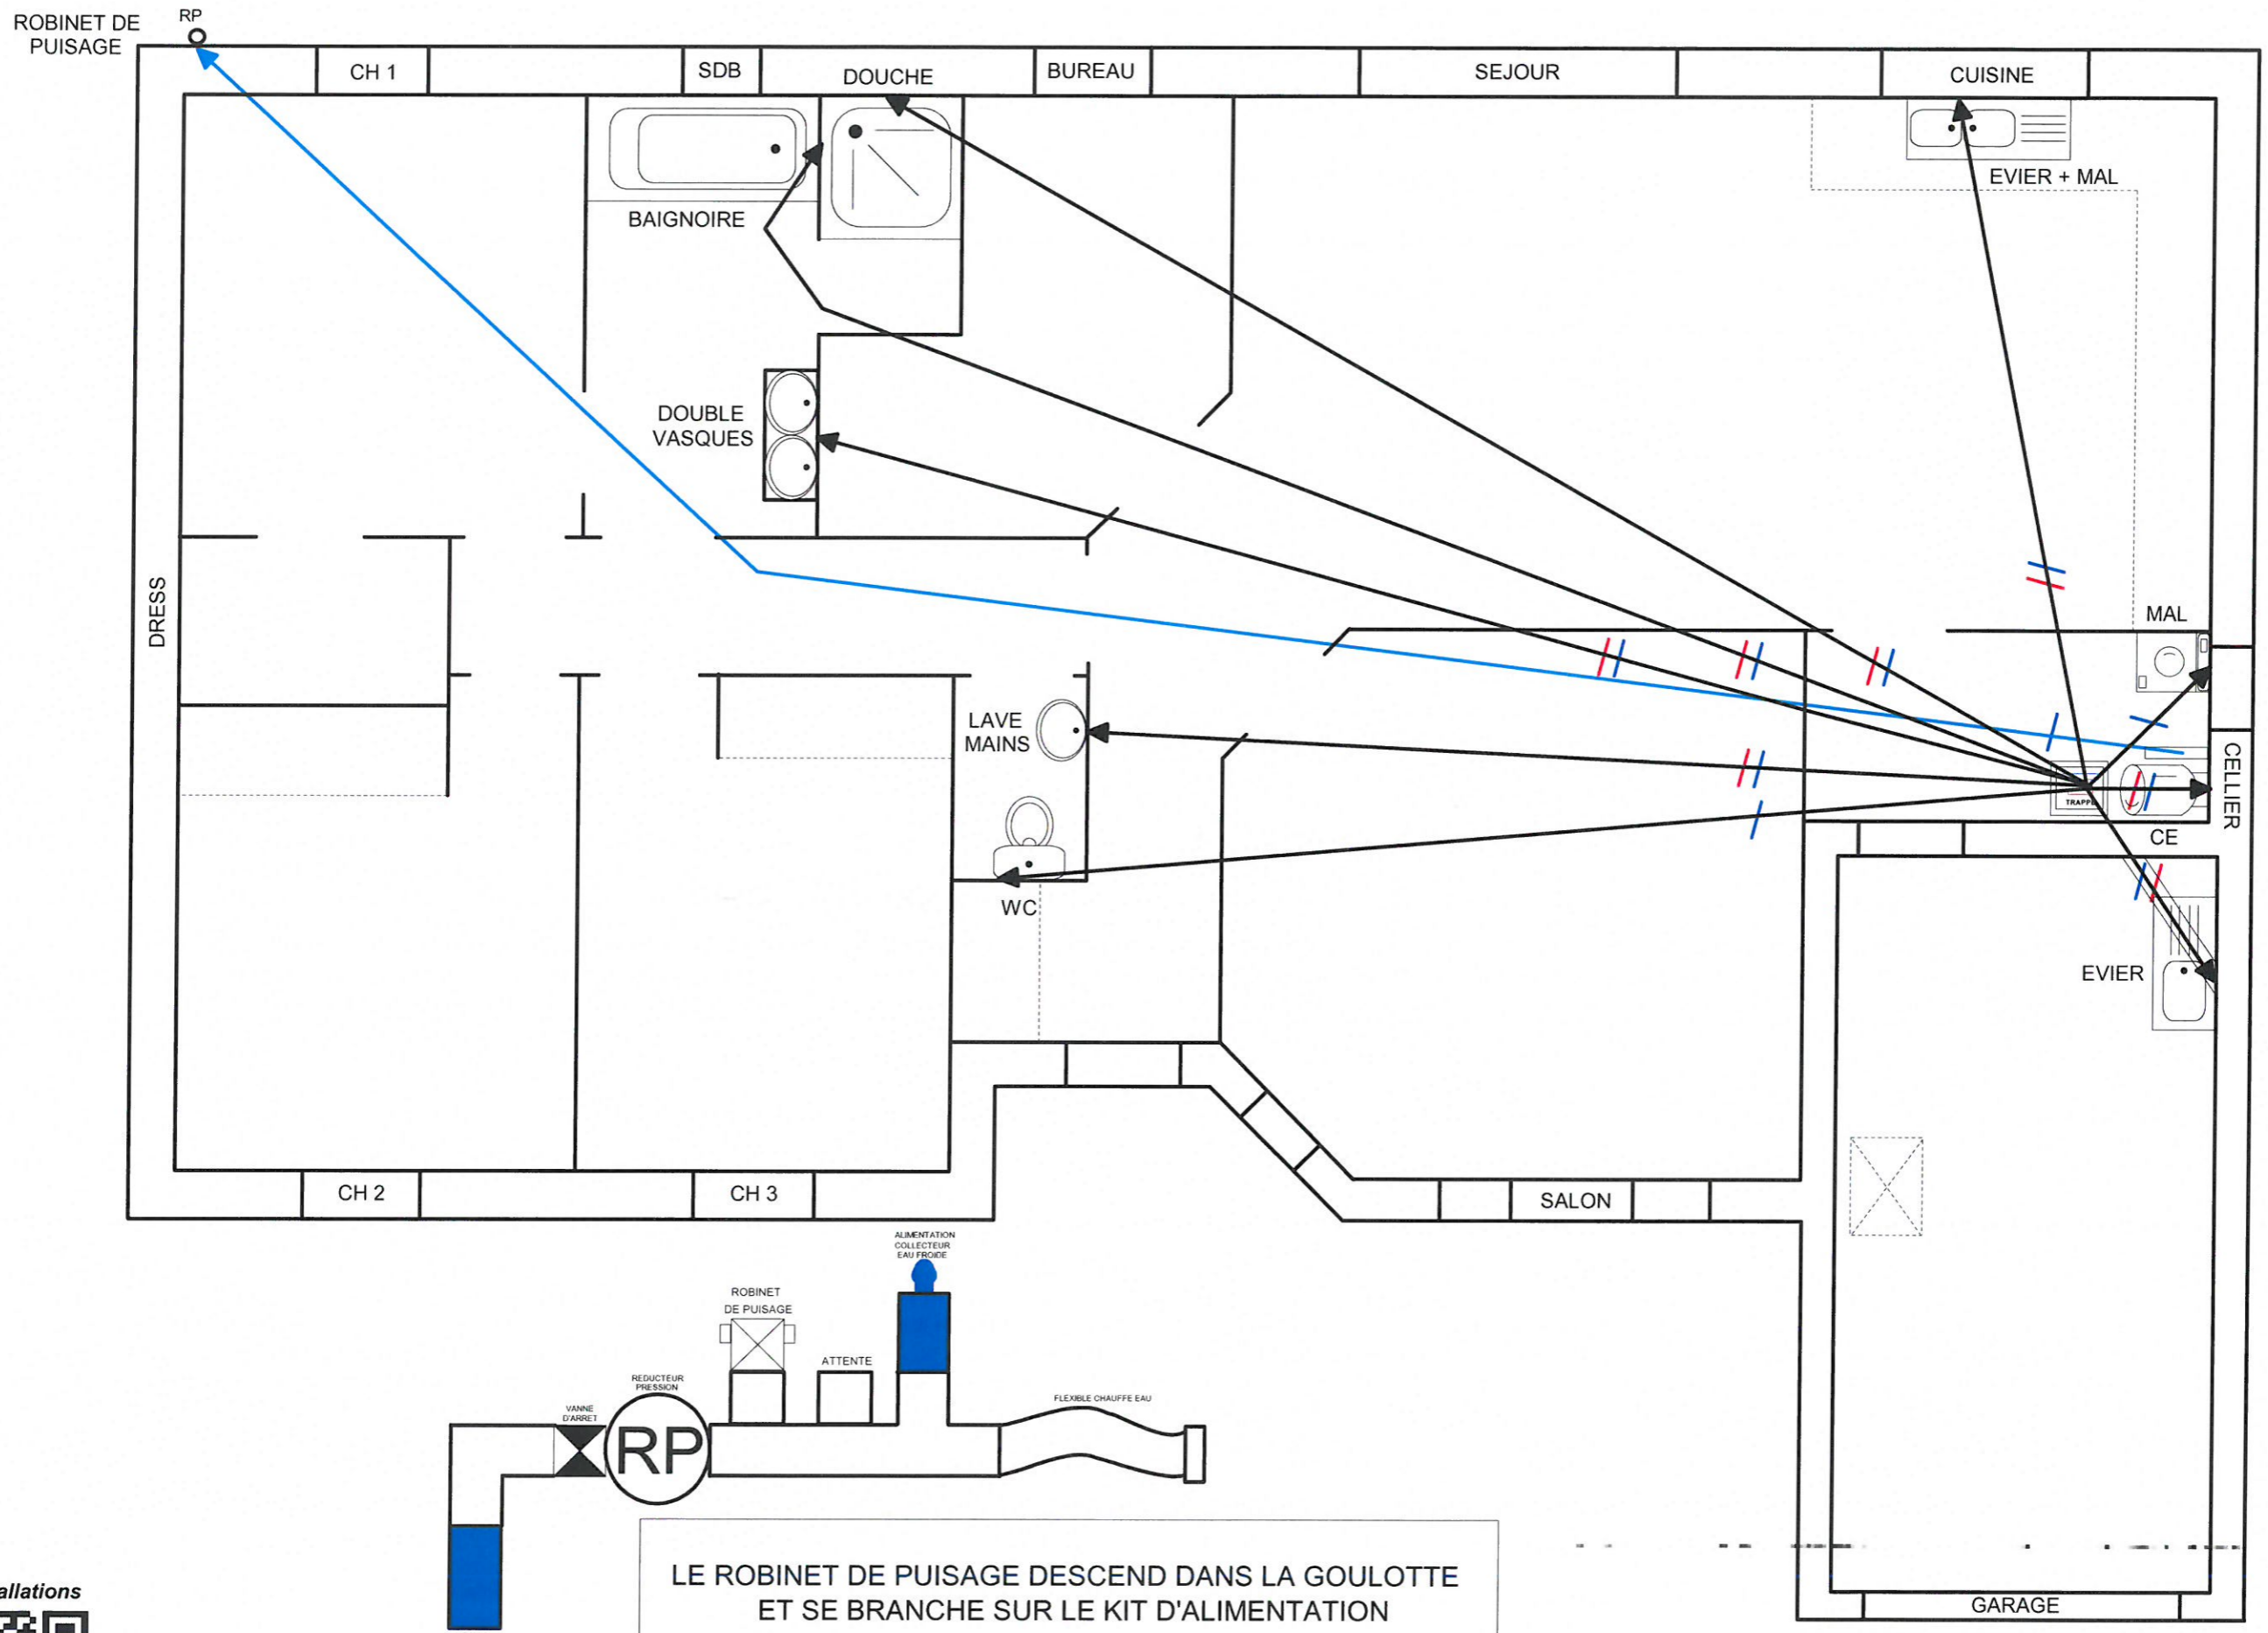 RP
ROBINET DE
PUISAGE
CH 1
SDB
DOUCHE
BUREAU
SEJOUR
CUISINE
EVIER + MAL
BAIGNOIRE
DOUBLE
VASQUES
DRESS
MAL
LAVE
MAINS
CELLIER
TRAPPE
CE
WC
EVIER
CH 2
CH 3
SALON
ALIMENTATION
COLLECTEUR
EAU FROIDE
ROBINET
DE PUISAGE
ATTENTE
REDUCTEUR
PRESSION
FLEXIBLE CHAUFFE EAU
VANNE
D'ARRET
RP
LE ROBINET DE PUISAGE DESCEND DANS LA GOULOTTE
ET SE BRANCHE SUR LE KIT D'ALIMENTATION
allations
GARAGE